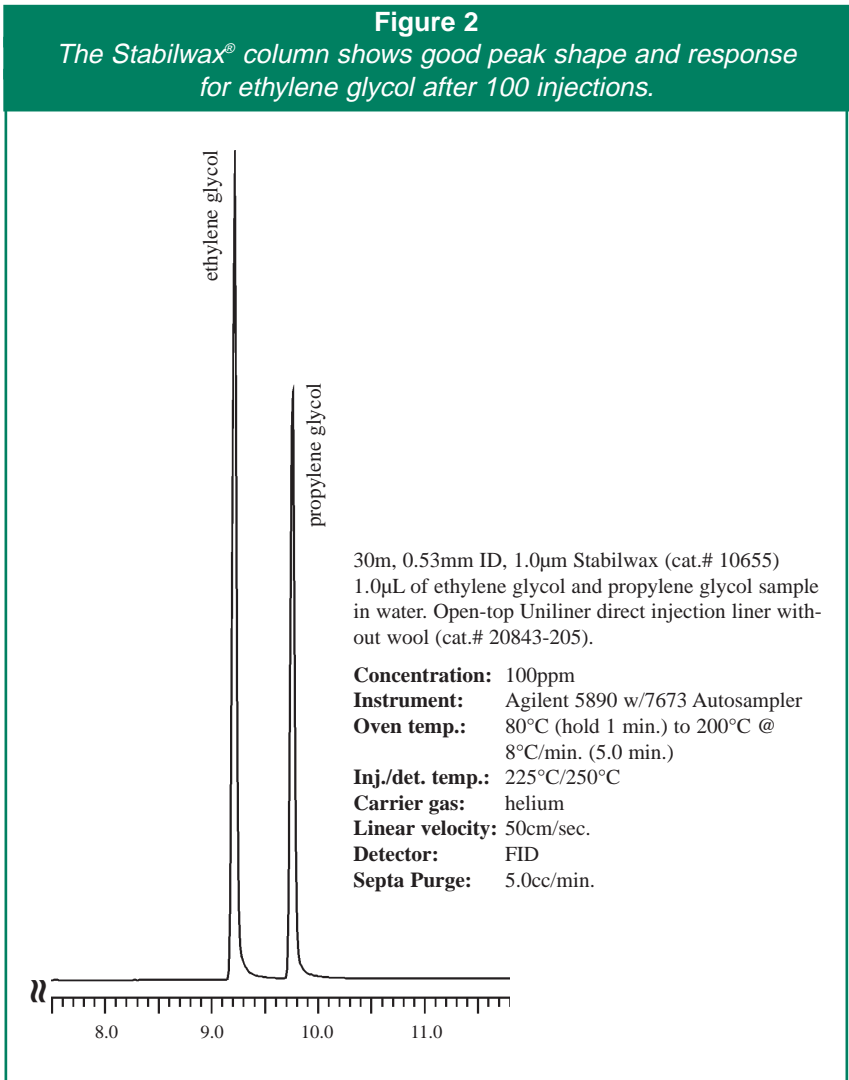 Figure 2
The Stabilwax® column shows good peak shape and response
for ethylene glycol after 100 injections.
ethylene glycol
propylene glycol
30m, 0.53mm ID, 1.0µm Stabilwax (cat.# 10655)
1.0µL of ethylene glycol and propylene glycol sample
in water. Open-top Uniliner direct injection liner with-
out wool (cat.# 20843-205).
Concentration: 100ppm
Instrument: Agilent 5890 w/7673 Autosampler
Oven temp.: 80°C (hold 1 min.) to 200°C @
8°C/min. (5.0 min.)
Inj./det. temp.: 225°C/250°C
Carrier gas: helium
Linear velocity: 50cm/sec.
Detector: FID
Septa Purge: 5.0cc/min.
8.0 9.0 10.0 11.0